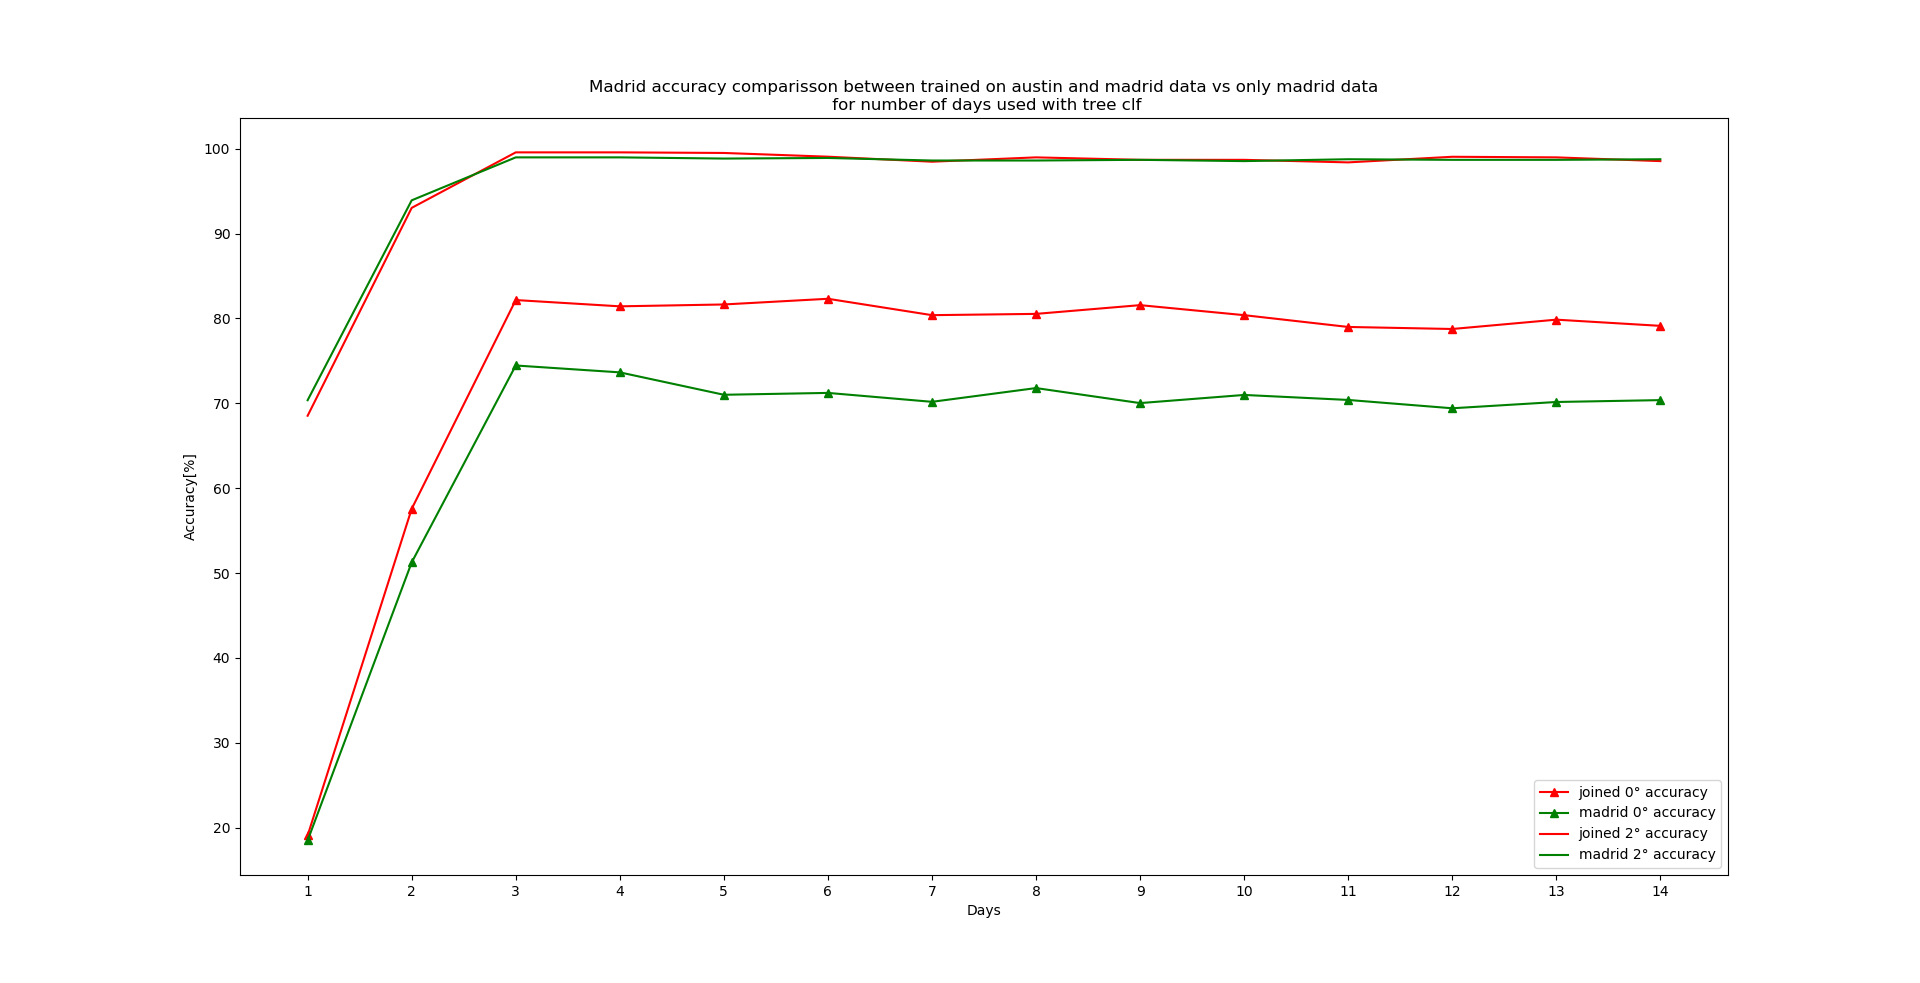 Madrid accuracy comparisson between trained on austin and madrid data vs only madrid data
for number of days used with tree clf
100
90
80
70
60
50
40
30
20
Accuracy[%]
1 2 3 4 5 6 7 8 9 10 11 12 13 14
Days
joined 0° accuracy
madrid 0° accuracy
joined 2° accuracy
madrid 2° accuracy